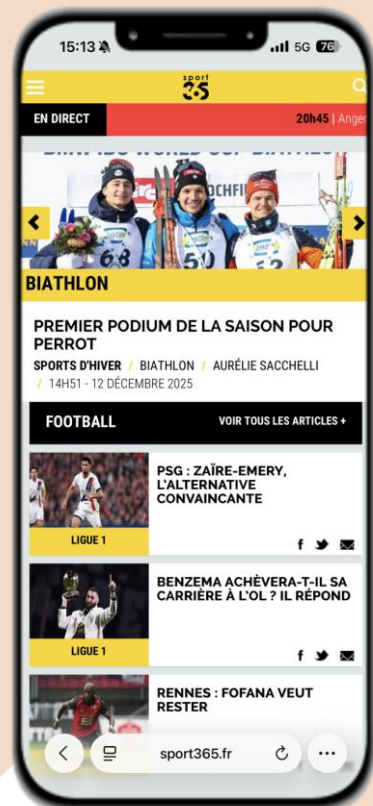 15:13
5G 76
sport
365
EN DIRECT
20h45 | Anger
68
50
BIATHLON
PREMIER PODIUM DE LA SAISON POUR
PERROT
SPORTS D'HIVER / BIATHLON / AURÉLIE SACCHELLI
/ 14H51 - 12 DÉCEMBRE 2025
FOOTBALL
VOIR TOUS LES ARTICLES +
PSG : ZAÏRE-EMERY,
L'ALTERNATIVE
CONVAINCANTE
LIGUE 1
BENZEMA ACHÈVERA-T-IL SA
CARRIÈRE À L'OL ? IL RÉPOND
LIGUE 1
RENNES : FOFANA VEUT
RESTER
sport365.fr